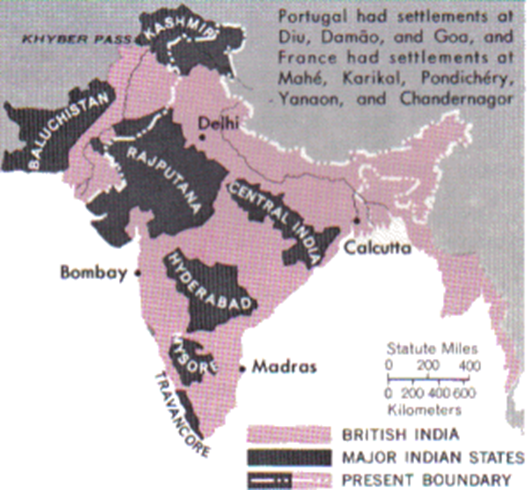 Portugal had settlements at
Diu, Damão, and Goa, and
France had settlements at
Mahé, Karikal, Pondichéry,
Yanaon, and Chandernagor
KASHMIR
KHYBER PASS
BALUCHISTAN
Delhi
RAJPUTANA
CENTRAL INDIA
Calcutta
Bombay
HYDERABAD
MYSORE
Madras
TRAVANCORE
Statute Miles
0 200 400
0 200 400 600
Kilometers
BRITISH INDIA
MAJOR INDIAN STATES
PRESENT BOUNDARY